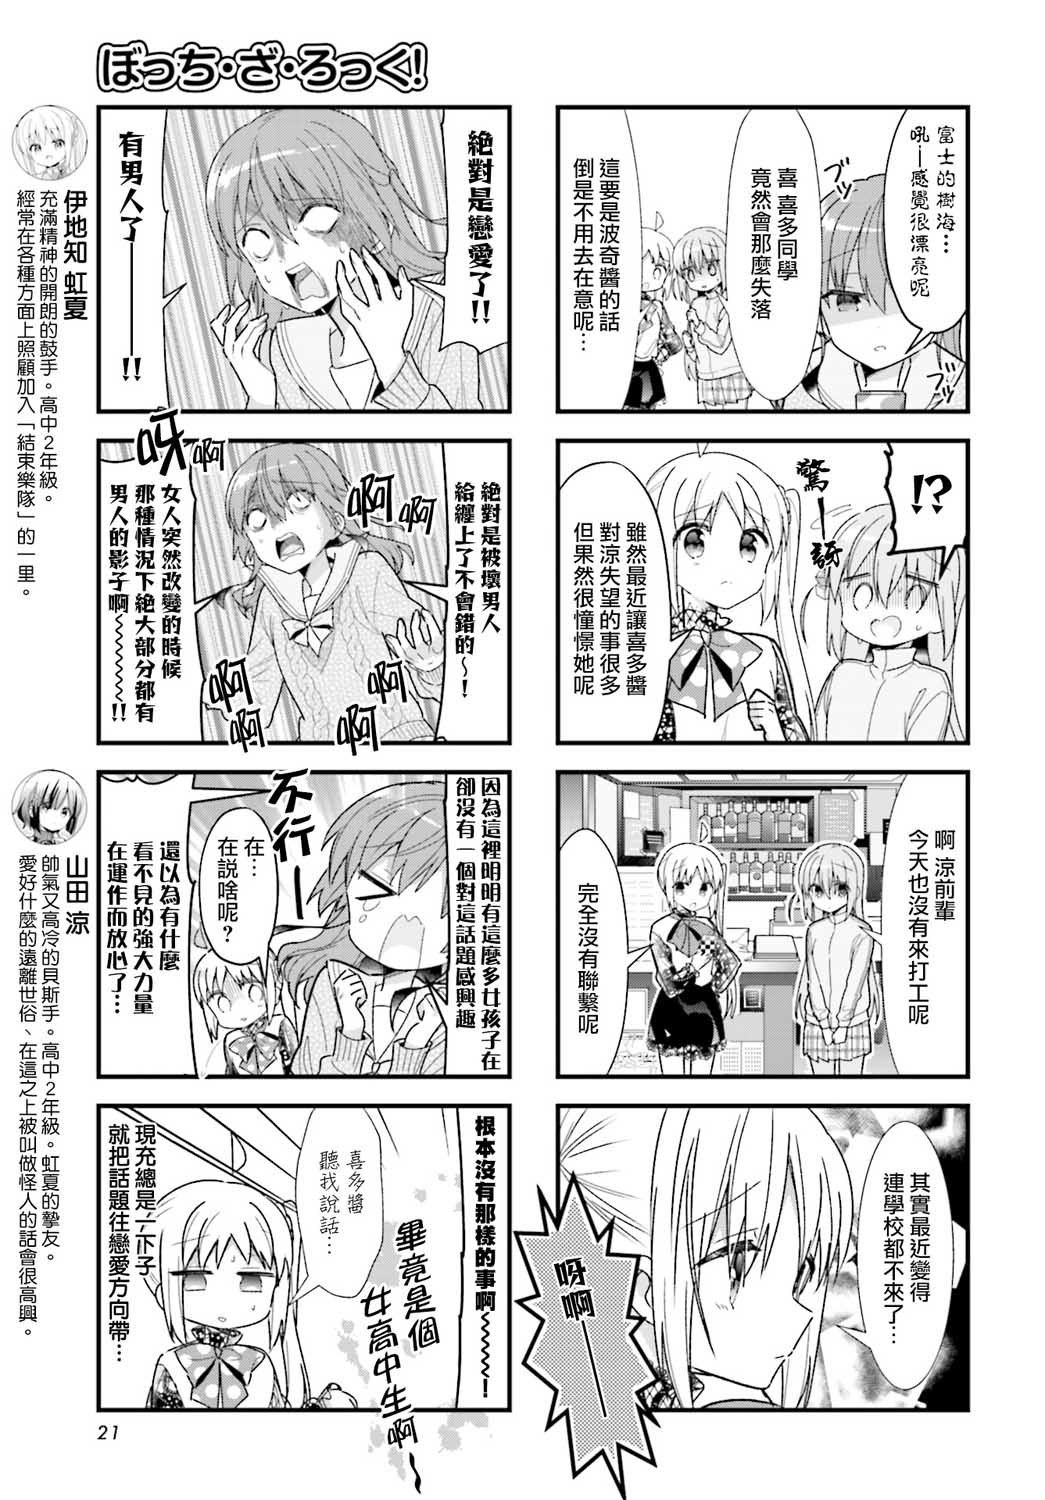 ぼっち・ざ・ろっく!
富士的樹海…
吼—感覺很漂亮呢
喜 喜多同學
竟然會那麼失落
這要是波奇醬的話
倒是不用去在意呢…
!?
驚—訝
雖然最近讓喜多醬
對涼失望的事很多
但果然很憧憬她呢
啊 涼前輩
今天也沒有來打工呢
完全沒有聯繫呢
其實最近變得
連學校都不來了…
呀啊——
絕對是戀愛了!!
有男人了——!!
絕對是被壞男人
給纏上了不會錯的～!
呀
啊
啊
啊
啊
啊
啊
啊
女人突然改變的時候
那種情況下絕大部分都有
男人的影子啊～～～～!!
因為這裡明明有這麼多女孩子在
卻沒有一個對這話題感興趣
不行—
在…
在説啥呢?
還以為有什麼
看不見的強大力量
在運作而放心了…
根本沒有那樣的事啊～～～～!
喜多醬
聽我說話…
畢竟是個
女高中生啊～
現充總是一下子
就把話題往戀愛方向帶…
伊地知 虹夏
充滿精神的開朗的鼓手。高中2年級。
經常在各種方面上照顧加入「結束樂隊」的一里。
山田 涼
帥氣又高冷的貝斯手。高中2年級。虹夏的摯友。
愛好什麼的遠離世俗、在這之上被叫做怪人的話會很高興。
21